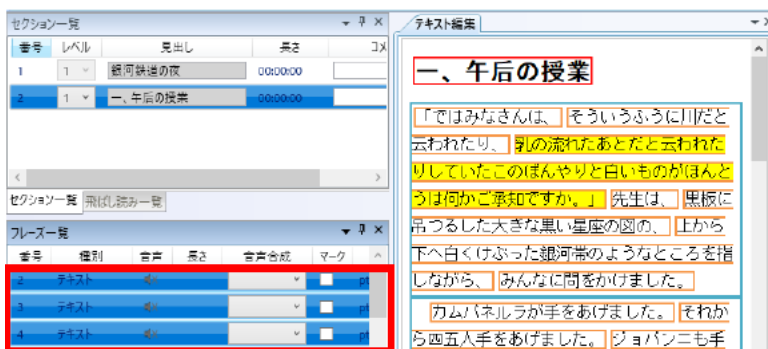 セクション一覧
番号 レベル 見出し 長さ コメ
1 1 銀河鉄道の夜 00:00:00
2 1 一、午后の授業 00:00:00
セクション一覧 飛ばし読み一覧
フレーズ一覧
番号 種別 音声 長さ 音声合成 マーク
2 テキスト pt
3 テキスト pt
4 テキスト pt
テキスト編集
一、午后の授業
「ではみなさんは、そういうふうに川だと
云われたり、乳の流れたあとだと云われた
りしていたこのぼんやりと白いものがほんと
うは何かご承知ですか。」先生は、黒板に
吊つるした大きな黒い星座の図の、上から
下へ白くけぶった銀河帯のようなところを指
しながら、みんなに問をかけました。
カムパネルラが手をあげました。それか
ら四五人手をあげました。ジョバンニも手